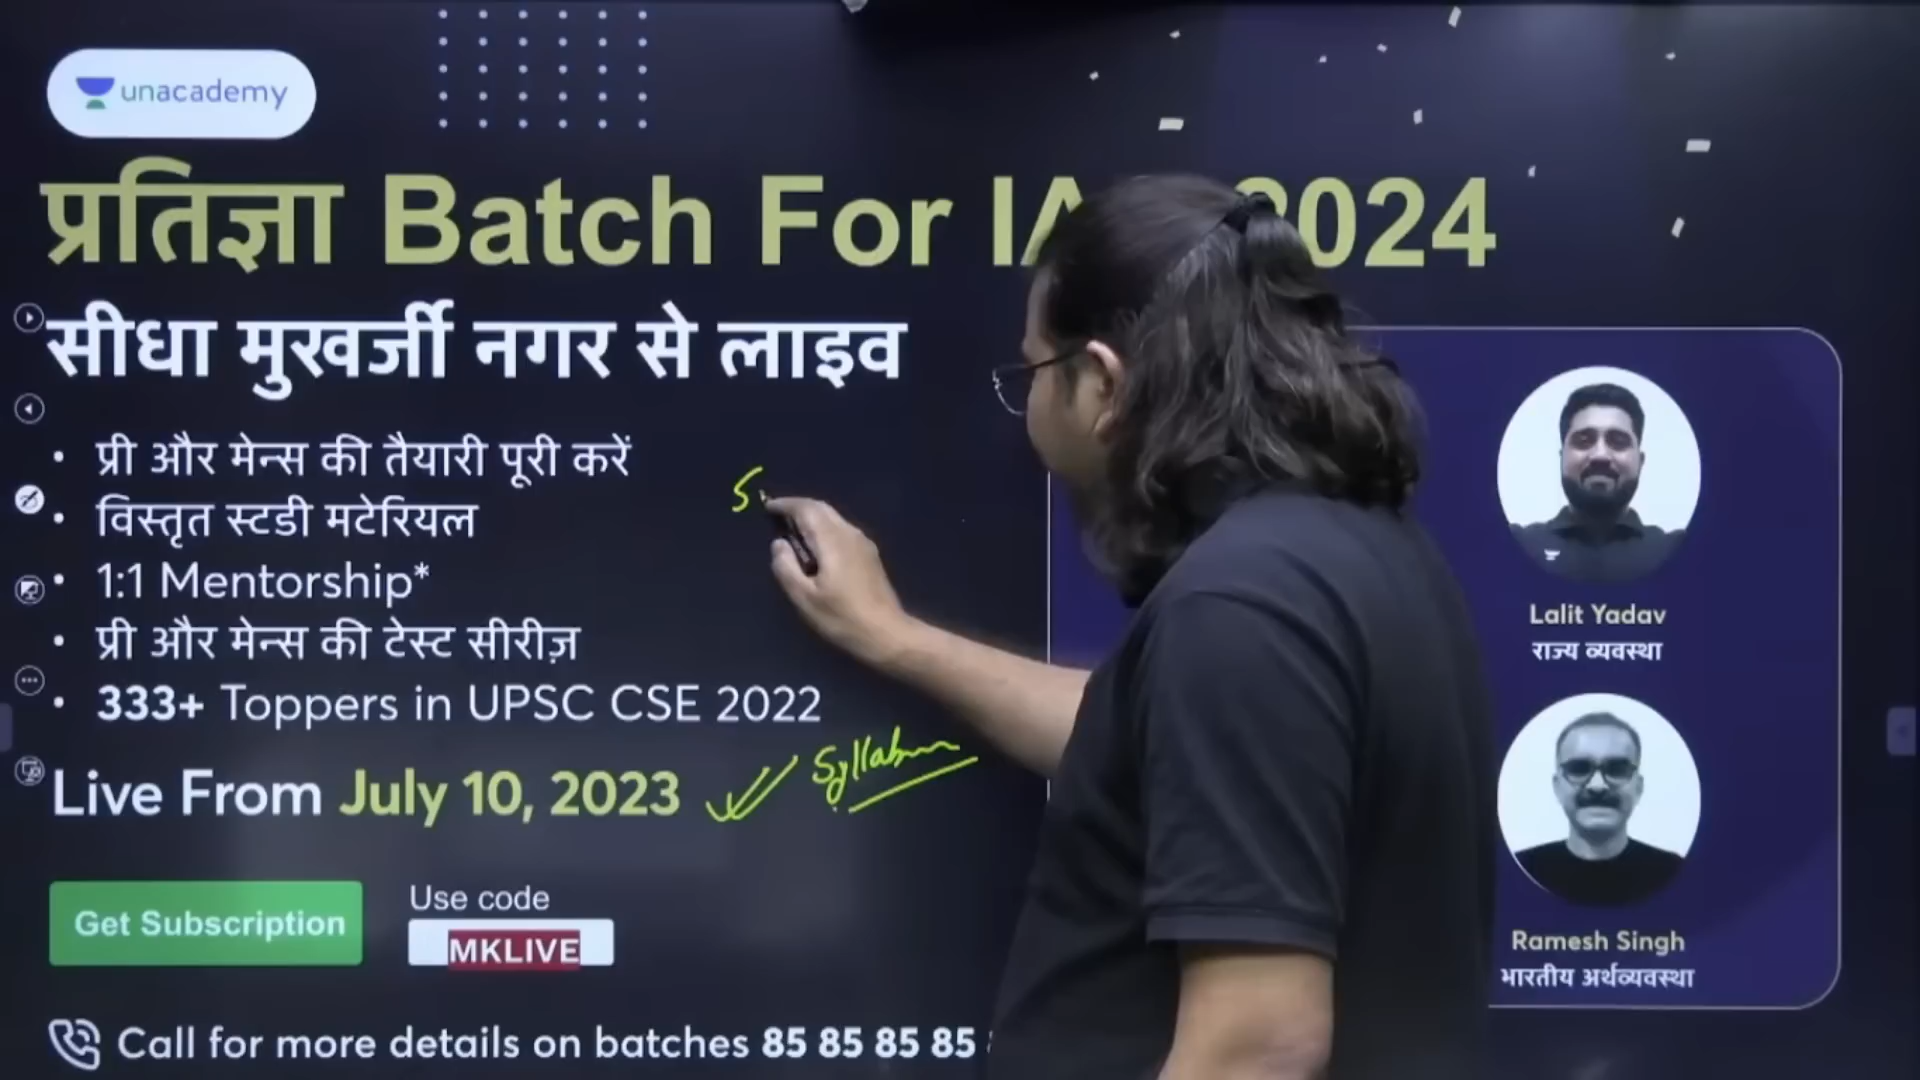 unacademy
प्रतिज्ञा Batch For IA 2024
सीधा मुखर्जी नगर से लाइव
• प्री और मेन्स की तैयारी पूरी करें
• विस्तृत स्टडी मटेरियल
• 1:1 Mentorship*
• प्री और मेन्स की टेस्ट सीरीज़
• 333+ Toppers in UPSC CSE 2022
Live From July 10, 2023
Syllabus
S
Get Subscription
Use code
MKLIVE
Call for more details on batches 85 85 85 85
Lalit Yadav
राज्य व्यवस्था
Ramesh Singh
भारतीय अर्थव्यवस्था